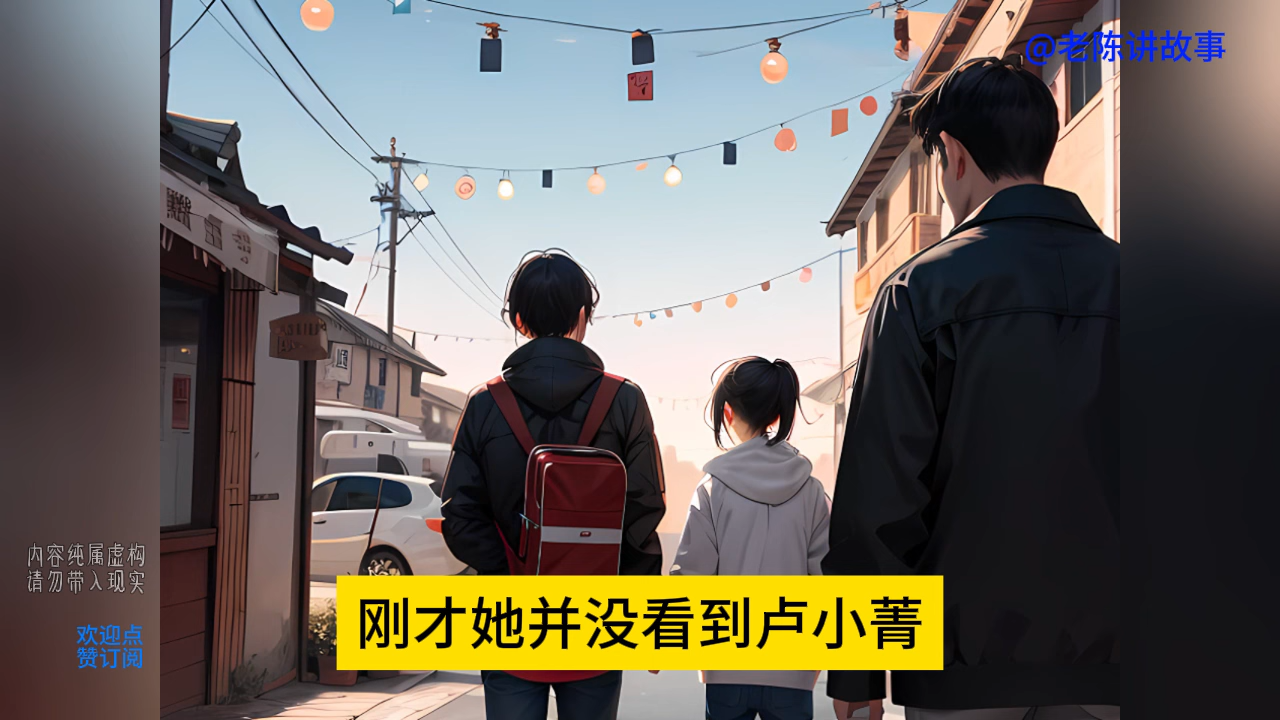 @老陈讲故事
内容纯属虚构
请勿带入现实
欢迎点
赞订阅
刚才她并没看到卢小菁